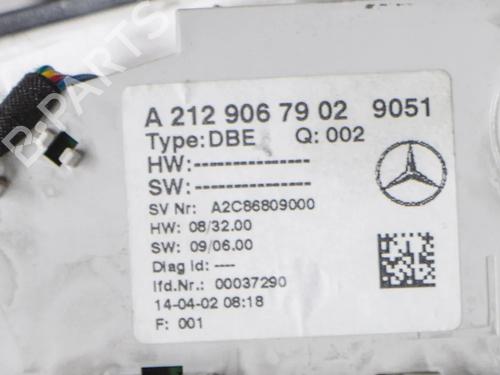 B-PARTS
A 212 906 79 02 9051
Type: DBE Q: 002
HW:---------------
SW:---------------
SV Nr: A2C86809000
HW: 08/32.00
SW: 09/06.00
Diag Id: ----
lfd.Nr.: 00037290
14-04-02 08:18
F: 001